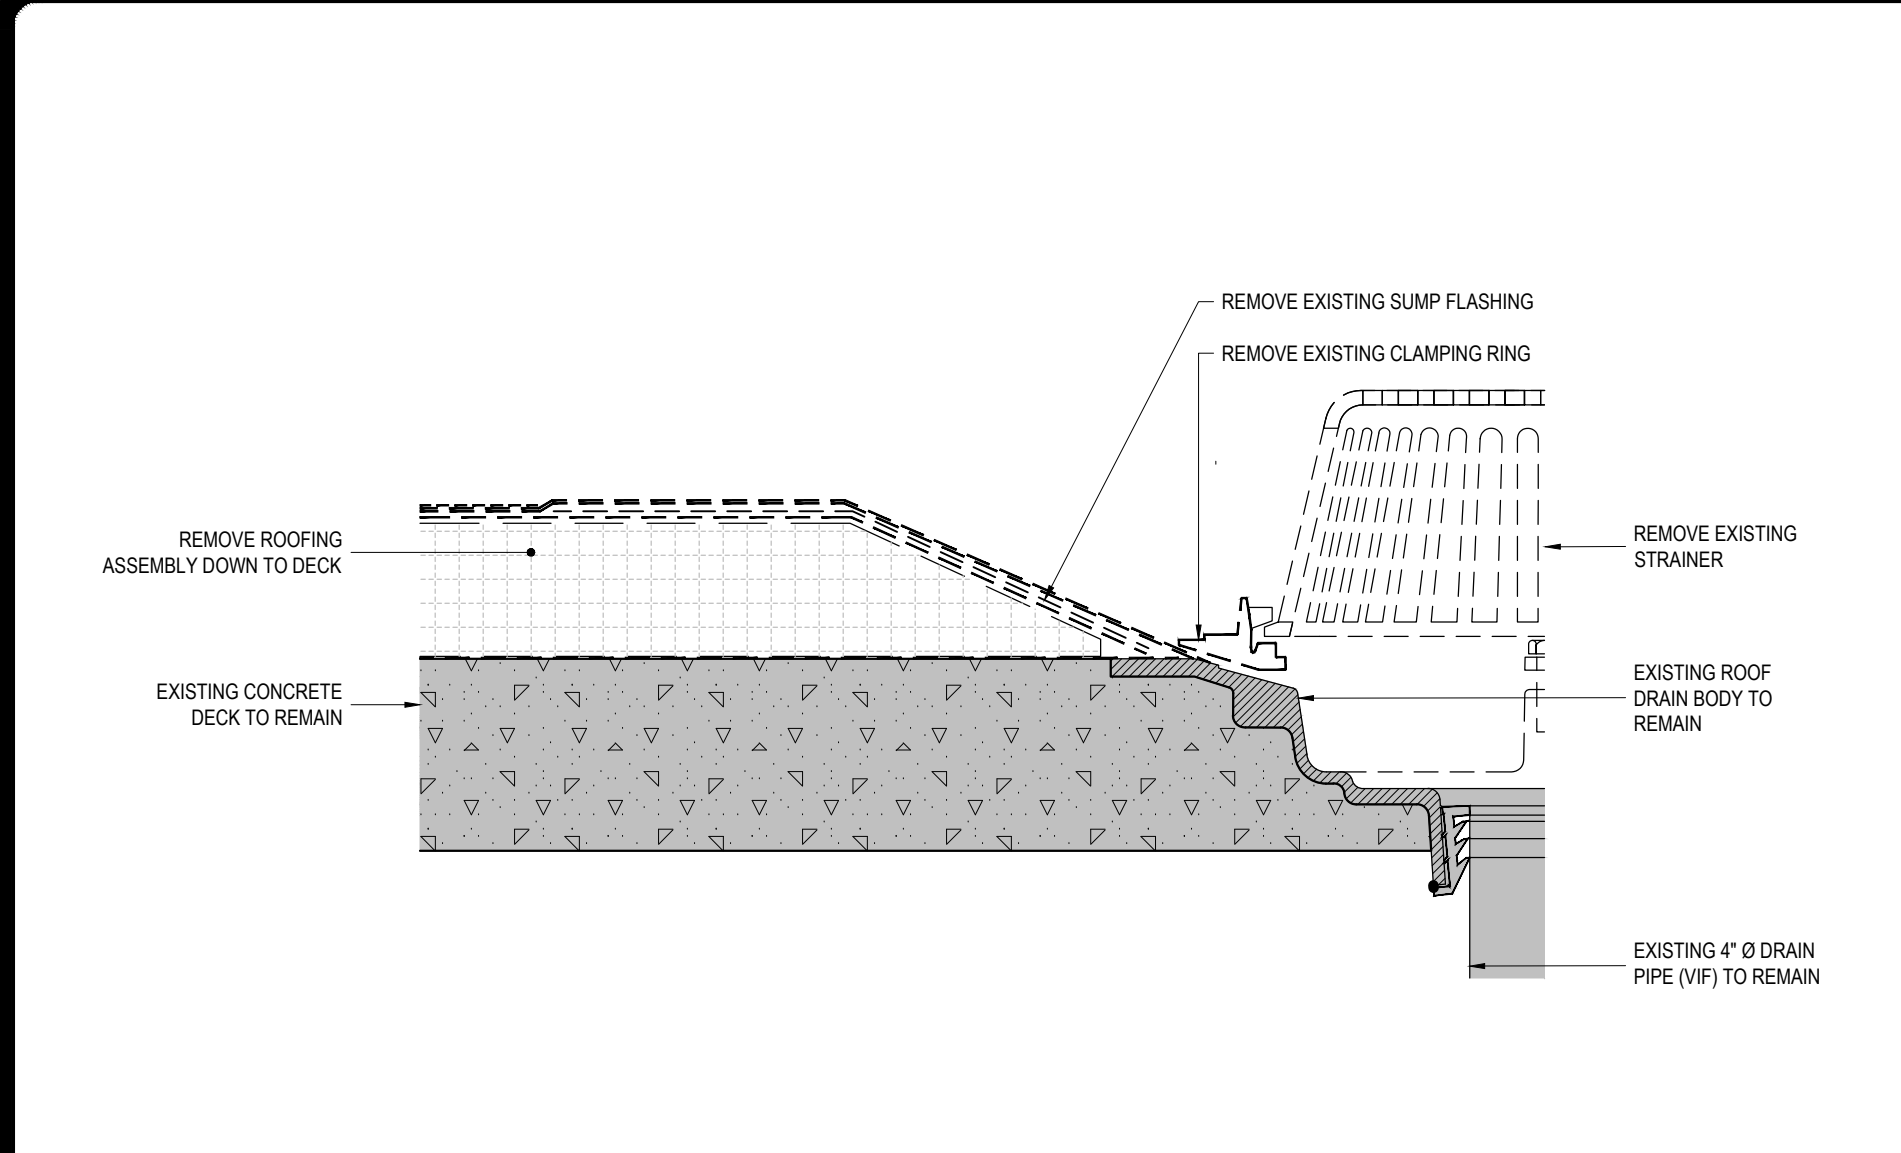 REMOVE EXISTING SUMP FLASHING
REMOVE EXISTING CLAMPING RING
REMOVE ROOFING
ASSEMBLY DOWN TO DECK
REMOVE EXISTING
STRAINER
EXISTING CONCRETE
DECK TO REMAIN
EXISTING ROOF
DRAIN BODY TO
REMAIN
EXISTING 4" Ø DRAIN
PIPE (VIF) TO REMAIN